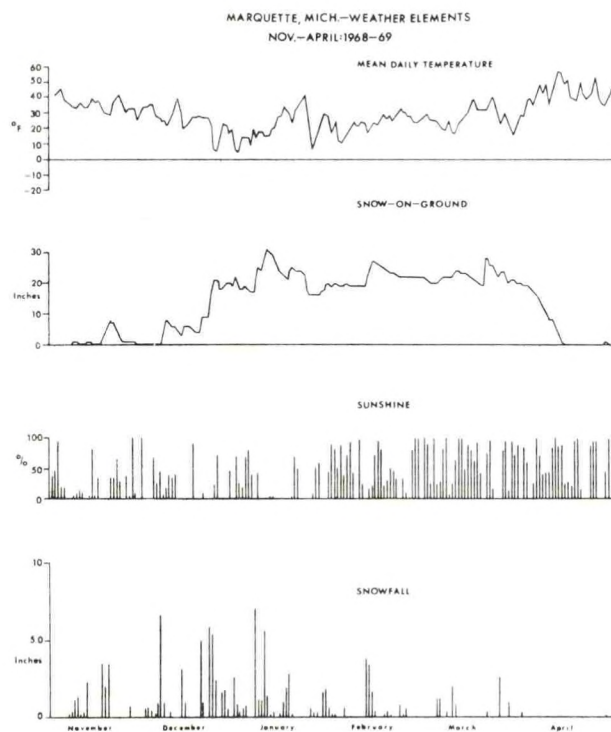 MARQUETTE, MICH.—WEATHER ELEMENTS
NOV.—APRIL:1968—69
MEAN DAILY TEMPERATURE
60
50
40
30
20
10
0
-10
-20
°F
SNOW—ON—GROUND
30
20
10
0
Inches
SUNSHINE
100
50
0
%
SNOWFALL
10
5.0
0
Inches
November December January February March April